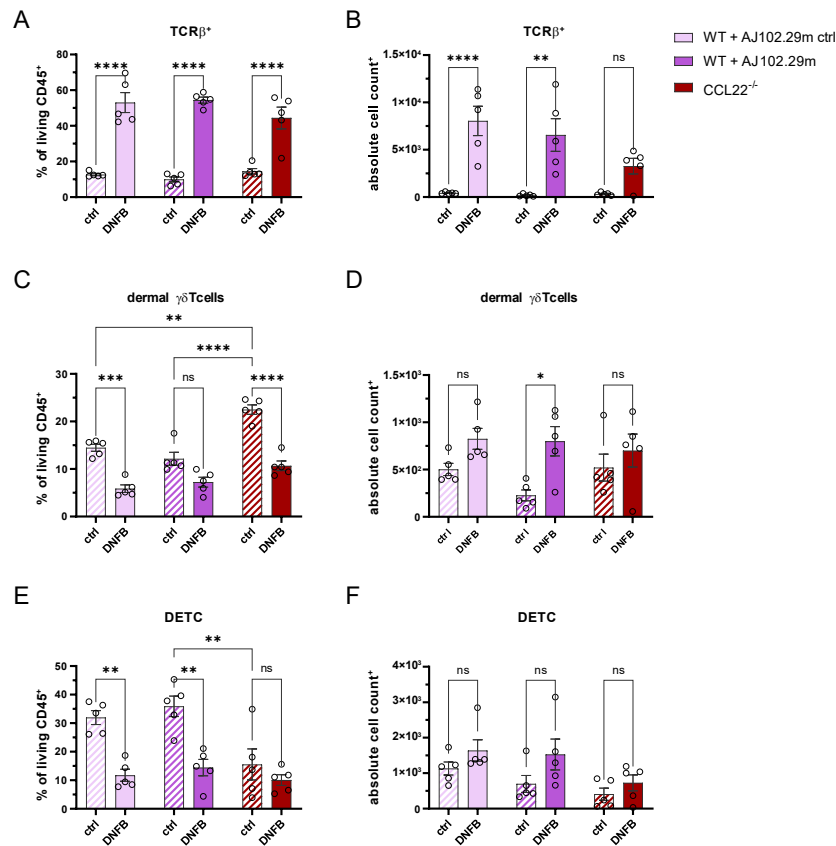 A
TCRβ⁺
% of living CD45⁺
80
60
40
20
0
****
****
****
ctrl
DNFB
ctrl
DNFB
ctrl
DNFB
B
TCRβ⁺
absolute cell count⁺
1.5×10⁴
1×10⁴
5×10³
0
****
**
ns
ctrl
DNFB
ctrl
DNFB
ctrl
DNFB
WT + AJ102.29m ctrl
WT + AJ102.29m
CCL22⁻/⁻
C
dermal γδTcells
% of living CD45⁺
30
20
10
0
**
****
***
ns
****
ctrl
DNFB
ctrl
DNFB
ctrl
DNFB
D
dermal γδTcells
absolute cell count⁺
1.5×10³
1×10³
5×10²
0
ns
*
ns
ctrl
DNFB
ctrl
DNFB
ctrl
DNFB
E
DETC
% of living CD45⁺
50
40
30
20
10
0
**
**
**
ns
ctrl
DNFB
ctrl
DNFB
ctrl
DNFB
F
DETC
absolute cell count⁺
4×10³
3×10³
2×10³
1×10³
0
ns
ns
ns
ctrl
DNFB
ctrl
DNFB
ctrl
DNFB